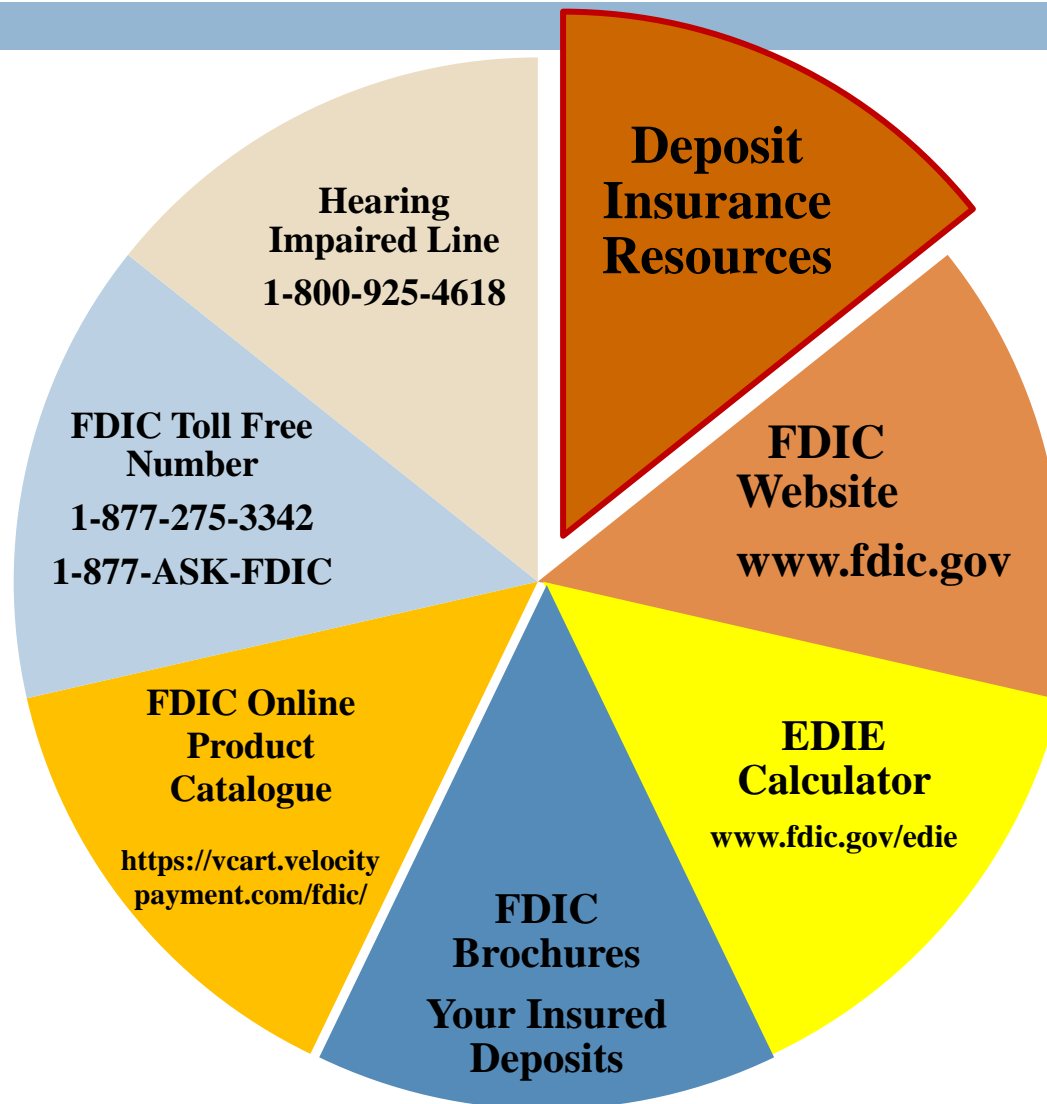 Deposit
Insurance
Resources
FDIC
Website
www.fdic.gov
EDIE
Calculator
www.fdic.gov/edie
FDIC
Brochures
Your Insured
Deposits
FDIC Online
Product
Catalogue
https://vcart.velocity
payment.com/fdic/
FDIC Toll Free
Number
1-877-275-3342
1-877-ASK-FDIC
Hearing
Impaired Line
1-800-925-4618